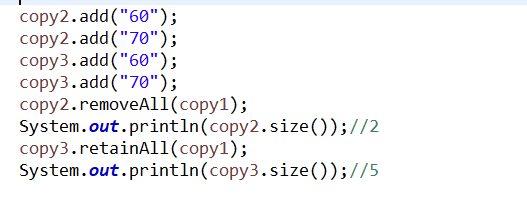 copy2.add("60");
copy2.add("70");
copy3.add("60");
copy3.add("70");
copy2.removeAll(copy1);
System.out.println(copy2.size());//2
copy3.retainAll(copy1);
System.out.println(copy3.size());//5